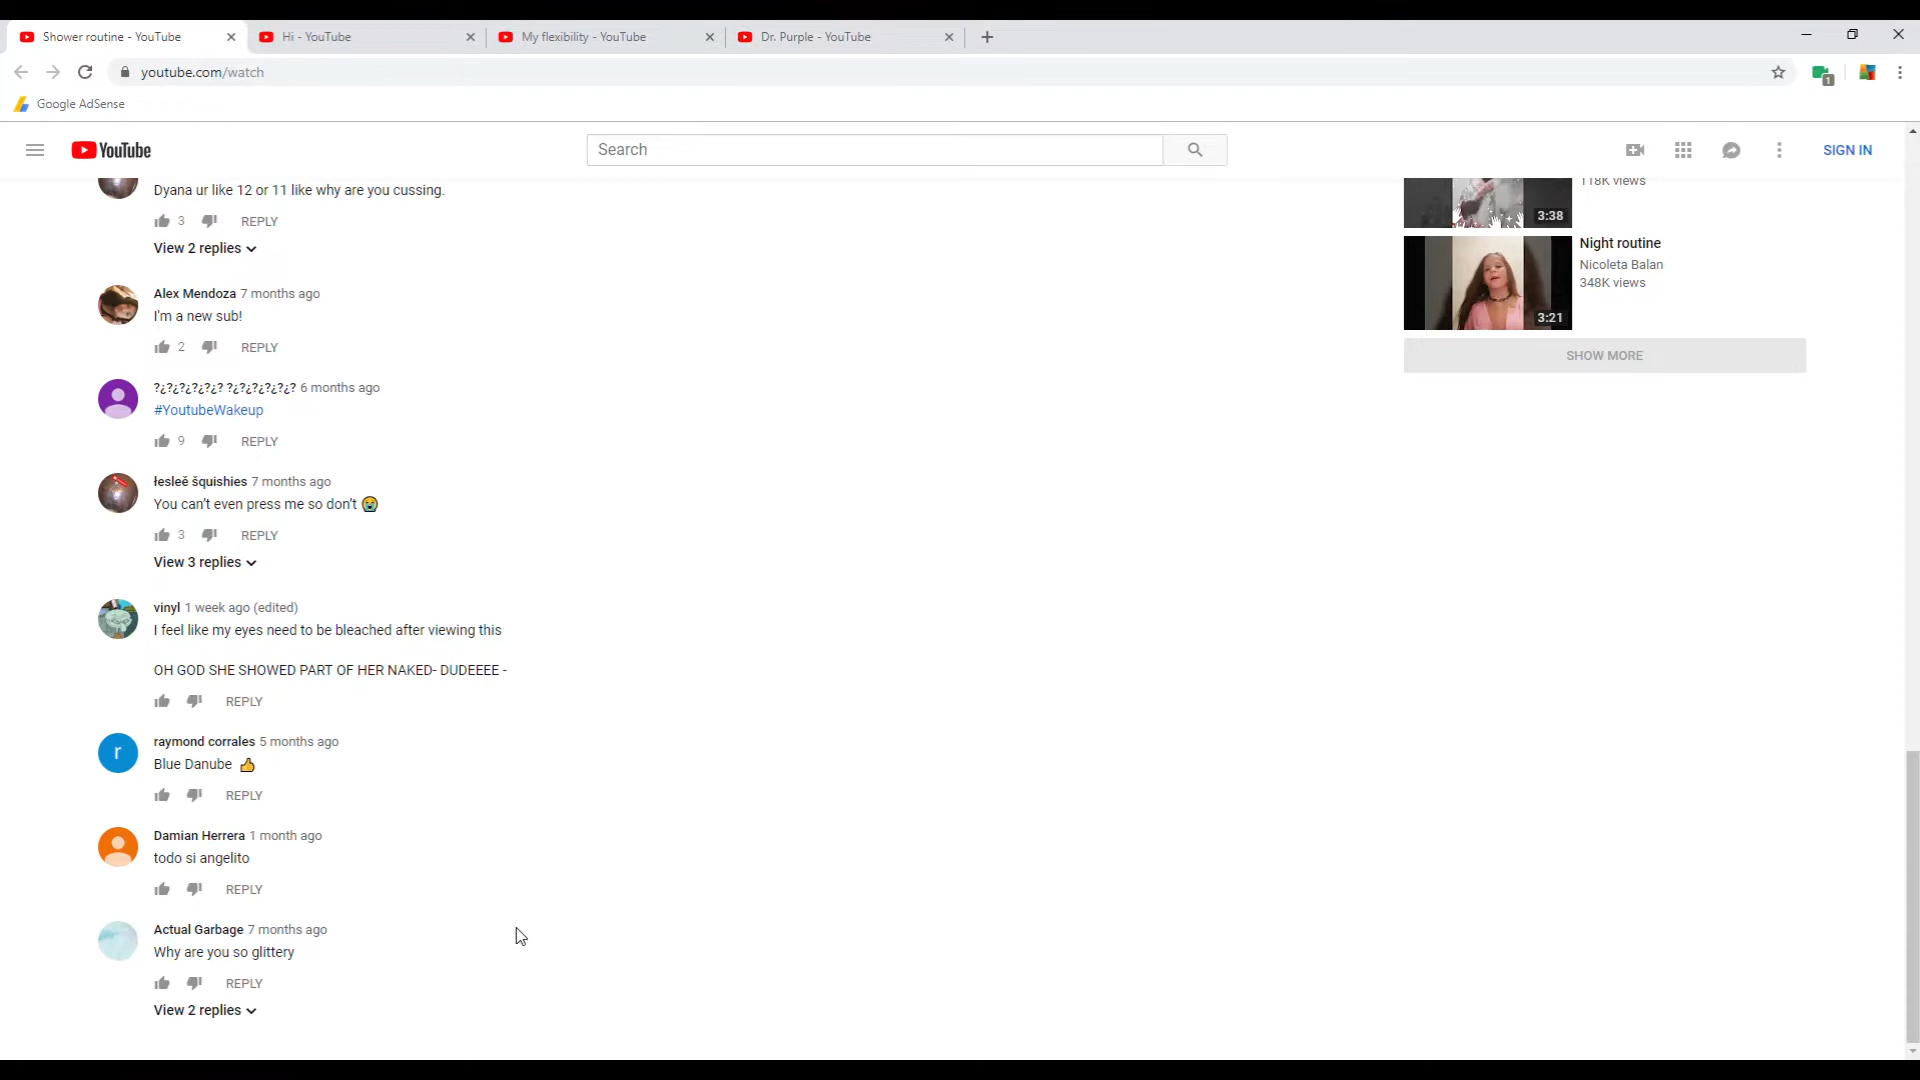 Shower routine - YouTube
Hi - YouTube
My flexibility - YouTube
Dr. Purple - YouTube
youtube.com/watch
1
Google AdSense
YouTube
Search
SIGN IN
Dyana ur like 12 or 11 like why are you cussing.
3 REPLY
View 2 replies
Alex Mendoza 7 months ago
I'm a new sub!
2 REPLY
?¿?¿?¿?¿?¿? ?¿?¿?¿?¿?¿? 6 months ago
#YoutubeWakeup
9 REPLY
łesleě šquishies 7 months ago
You can't even press me so don't 😭
3 REPLY
View 3 replies
vinyl 1 week ago (edited)
I feel like my eyes need to be bleached after viewing this
OH GOD SHE SHOWED PART OF HER NAKED- DUDEEEE -
REPLY
r
raymond corrales 5 months ago
Blue Danube 👍
REPLY
Damian Herrera 1 month ago
todo si angelito
REPLY
Actual Garbage 7 months ago
Why are you so glittery
REPLY
View 2 replies
118K views
3:38
Night routine
Nicoleta Balan
348K views
3:21
SHOW MORE